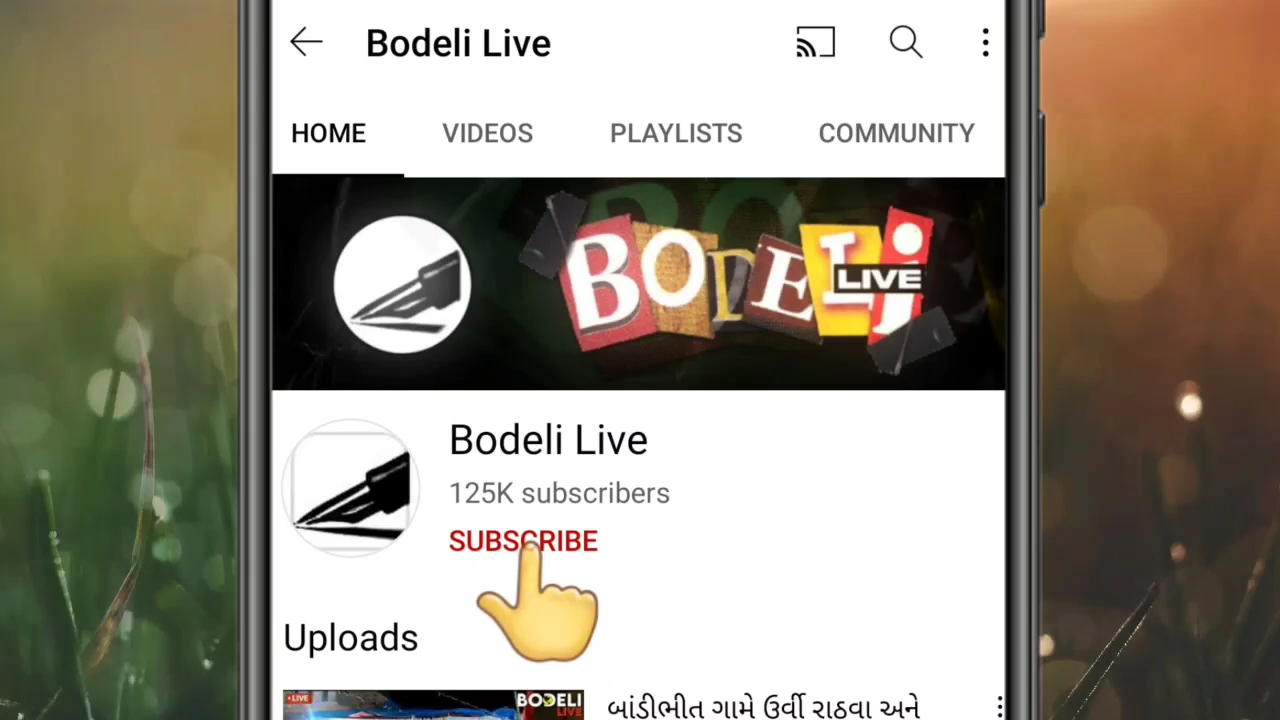 Bodeli Live
HOME VIDEOS PLAYLISTS COMMUNITY
BODELI
LIVE
Bodeli Live
125K subscribers
SUBSCRIBE
Uploads
LIVE
BODELI
LIVE
બાંડીભીત ગામે ઉર્વી રાઠવા અને